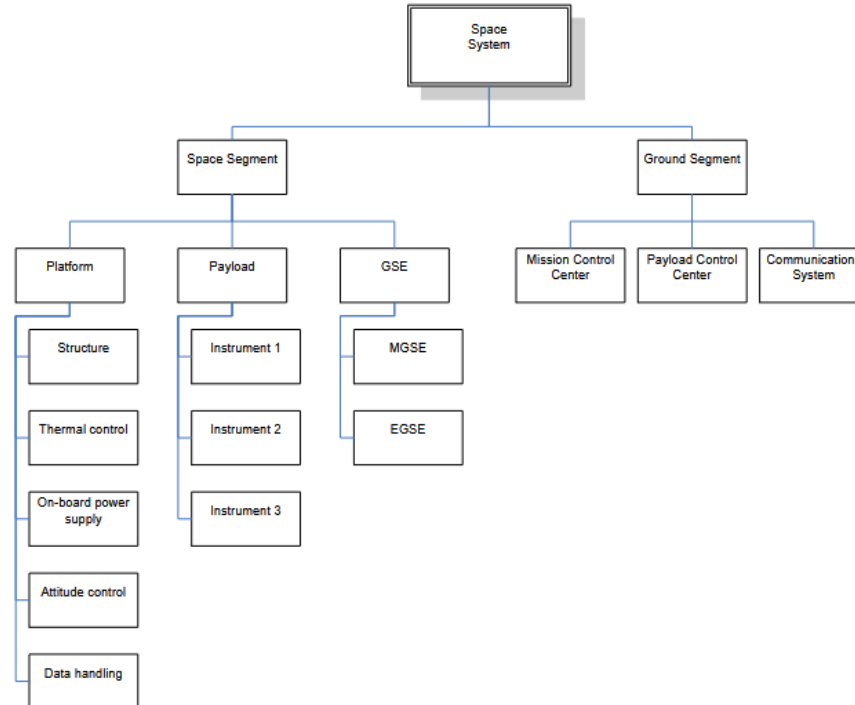 Space
System
Space Segment
Ground Segment
Platform
Payload
GSE
Mission Control
Center
Payload Control
Center
Communication
System
Structure
Instrument 1
MGSE
Thermal control
Instrument 2
EGSE
On-board power
supply
Instrument 3
Attitude control
Data handling